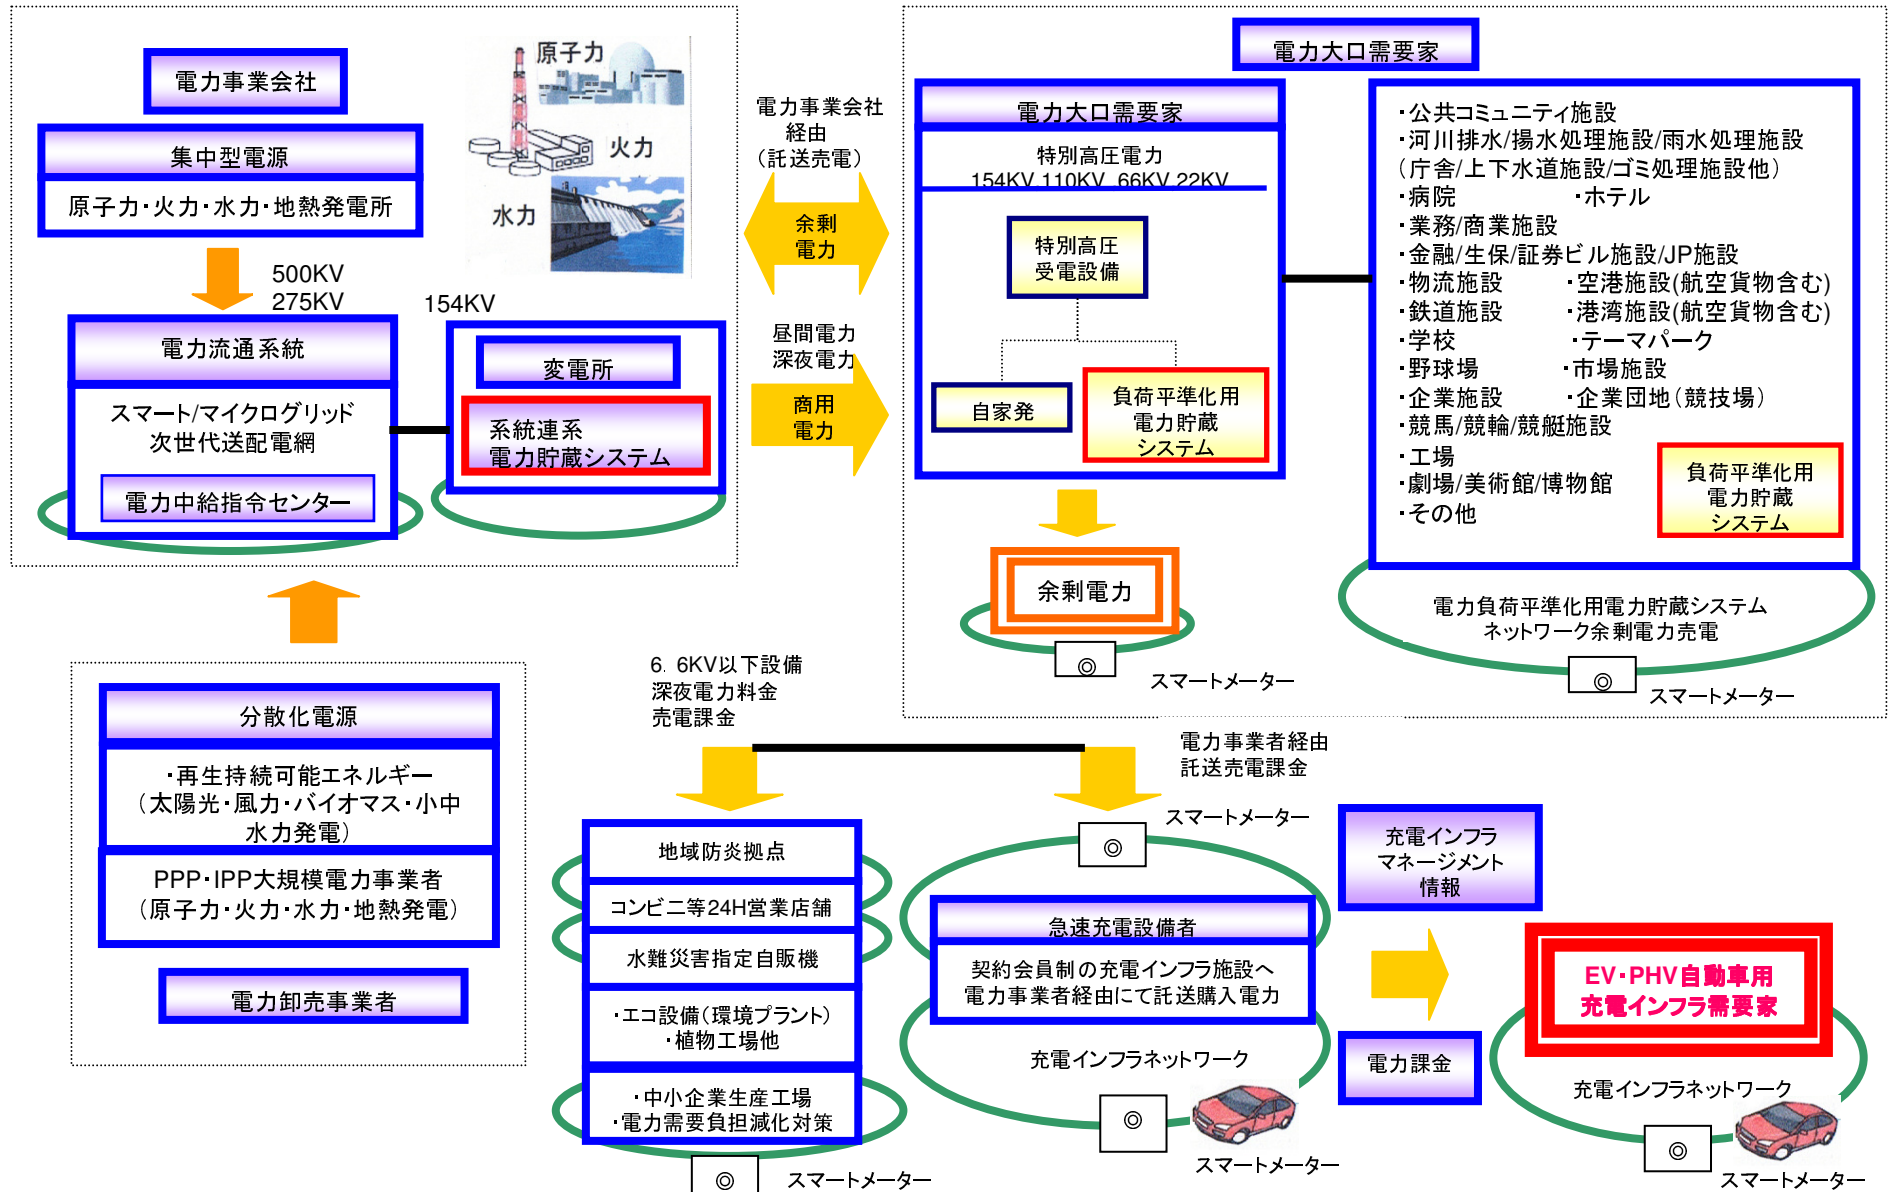 電力事業会社
集中型電源
原子力・火力・水力・地熱発電所
原子力
火力
水力
500KV
275KV
154KV
電力流通系統
スマート/マイクログリッド
次世代送配電網
電力中給指令センター
変電所
系統連系
電力貯蔵システム
電力事業会社
経由
(託送売電)
余剰
電力
昼間電力
深夜電力
商用
電力
電力大口需要家
電力大口需要家
特別高圧電力
154KV.110KV .66KV.22KV
特別高圧
受電設備
自家発
負荷平準化用
電力貯蔵
システム
・公共コミュニティ施設
・河川排水/揚水処理施設/雨水処理施設
(庁舎/上下水道施設/ゴミ処理施設他)
・病院 ・ホテル
・業務/商業施設
・金融/生保/証券ビル施設/JP施設
・物流施設 ・空港施設(航空貨物含む)
・鉄道施設 ・港湾施設(航空貨物含む)
・学校 ・テーマパーク
・野球場 ・市場施設
・企業施設 ・企業団地(競技場)
・競馬/競輪/競艇施設
・工場
・劇場/美術館/博物館
・その他
負荷平準化用
電力貯蔵
システム
余剰電力
スマートメーター
電力負荷平準化用電力貯蔵システム
ネットワーク余剰電力売電
スマートメーター
分散化電源
・再生持続可能エネルギー
(太陽光・風力・バイオマス・小中
水力発電)
PPP・IPP大規模電力事業者
(原子力・火力・水力・地熱発電)
電力卸売事業者
6.6KV以下設備
深夜電力料金
売電課金
電力事業者経由
託送売電課金
スマートメーター
地域防炎拠点
コンビニ等24H営業店舗
水難災害指定自販機
・エコ設備(環境プラント)
・植物工場他
・中小企業生産工場
・電力需要負担減化対策
スマートメーター
急速充電設備者
契約会員制の充電インフラ施設へ
電力事業者経由にて託送購入電力
充電インフラネットワーク
スマートメーター
充電インフラ
マネージメント
情報
電力課金
EV・PHV自動車用
充電インフラ需要家
充電インフラネットワーク
スマートメーター